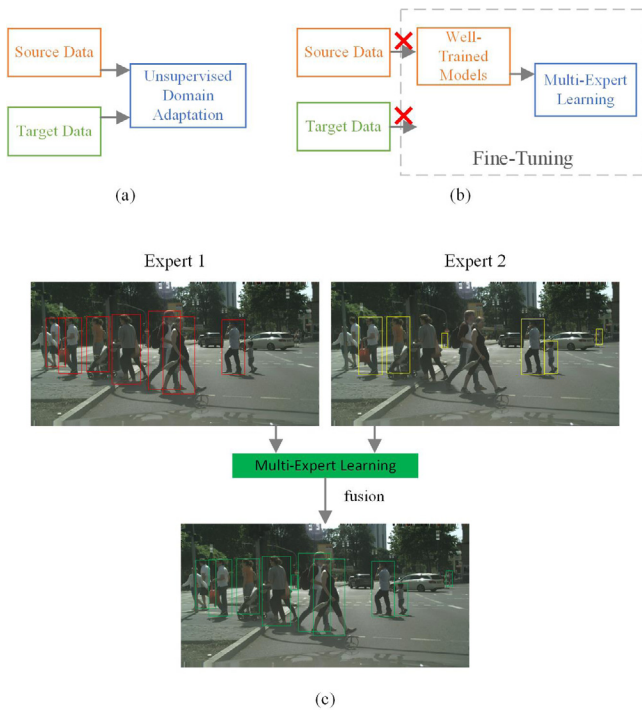 Source Data
Unsupervised
Domain
Adaptation
Target Data
(a)
Source Data
Well-
Trained
Models
Multi-Expert
Learning
Target Data
Fine-Tuning
(b)
Expert 1
Expert 2
Multi-Expert Learning
fusion
(c)